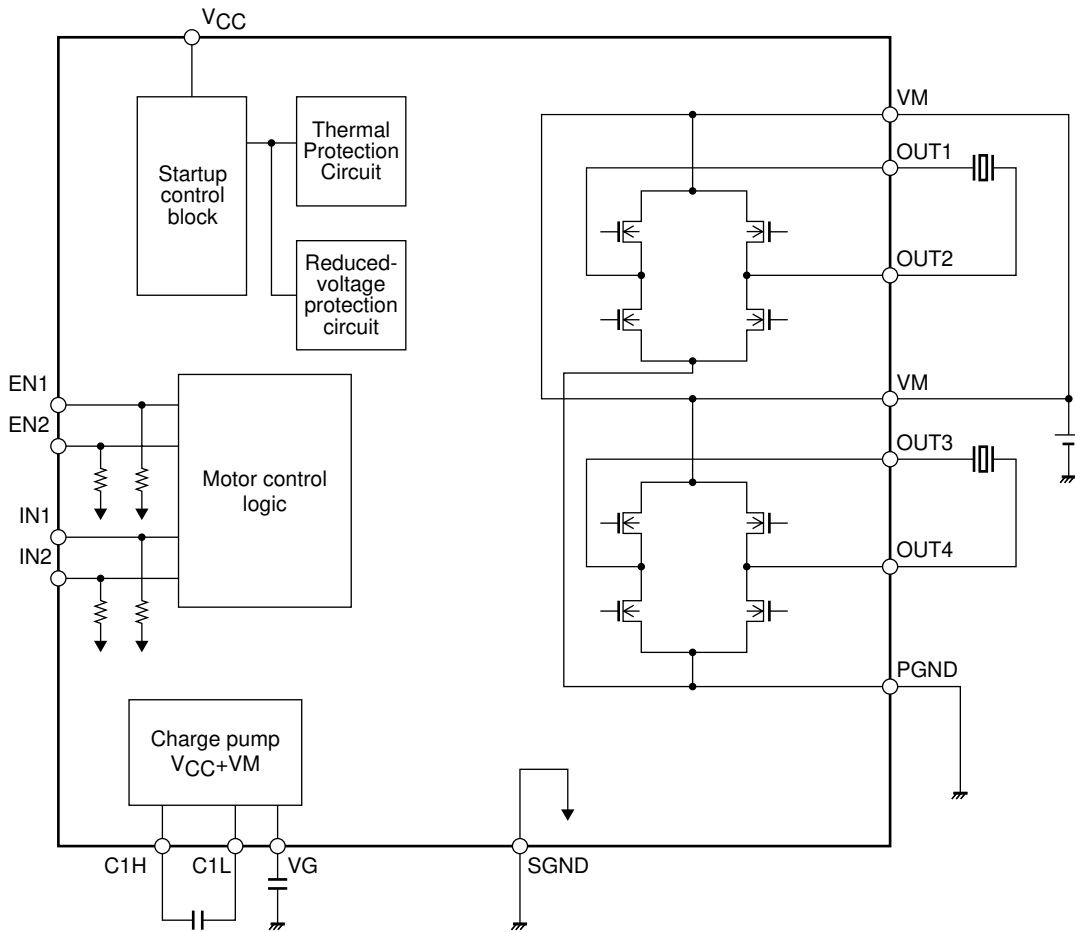 VCC
Startup
control
block
Thermal
Protection
Circuit
Reduced-
voltage
protection
circuit
VM
OUT1
OUT2
EN1
EN2
IN1
IN2
Motor control
logic
VM
OUT3
OUT4
PGND
Charge pump
VCC+VM
C1H
C1L
VG
SGND